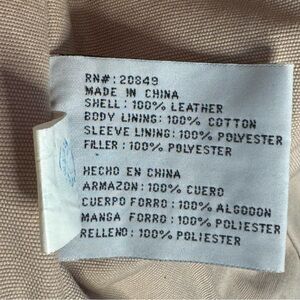 RN#:20849
MADE IN CHINA
SHELL: 100% LEATHER
BODY LINING: 100% COTTON
SLEEVE LINING: 100% POLYESTER
FILLER : 100% POLYESTER
HECHO EN CHINA
ARMAZON: 100% CUERO
CUERPO FORRO: 100% ALGODON
MANGA FORRO: 100% POLIESTER
RELLENO: 100% POLIESTER